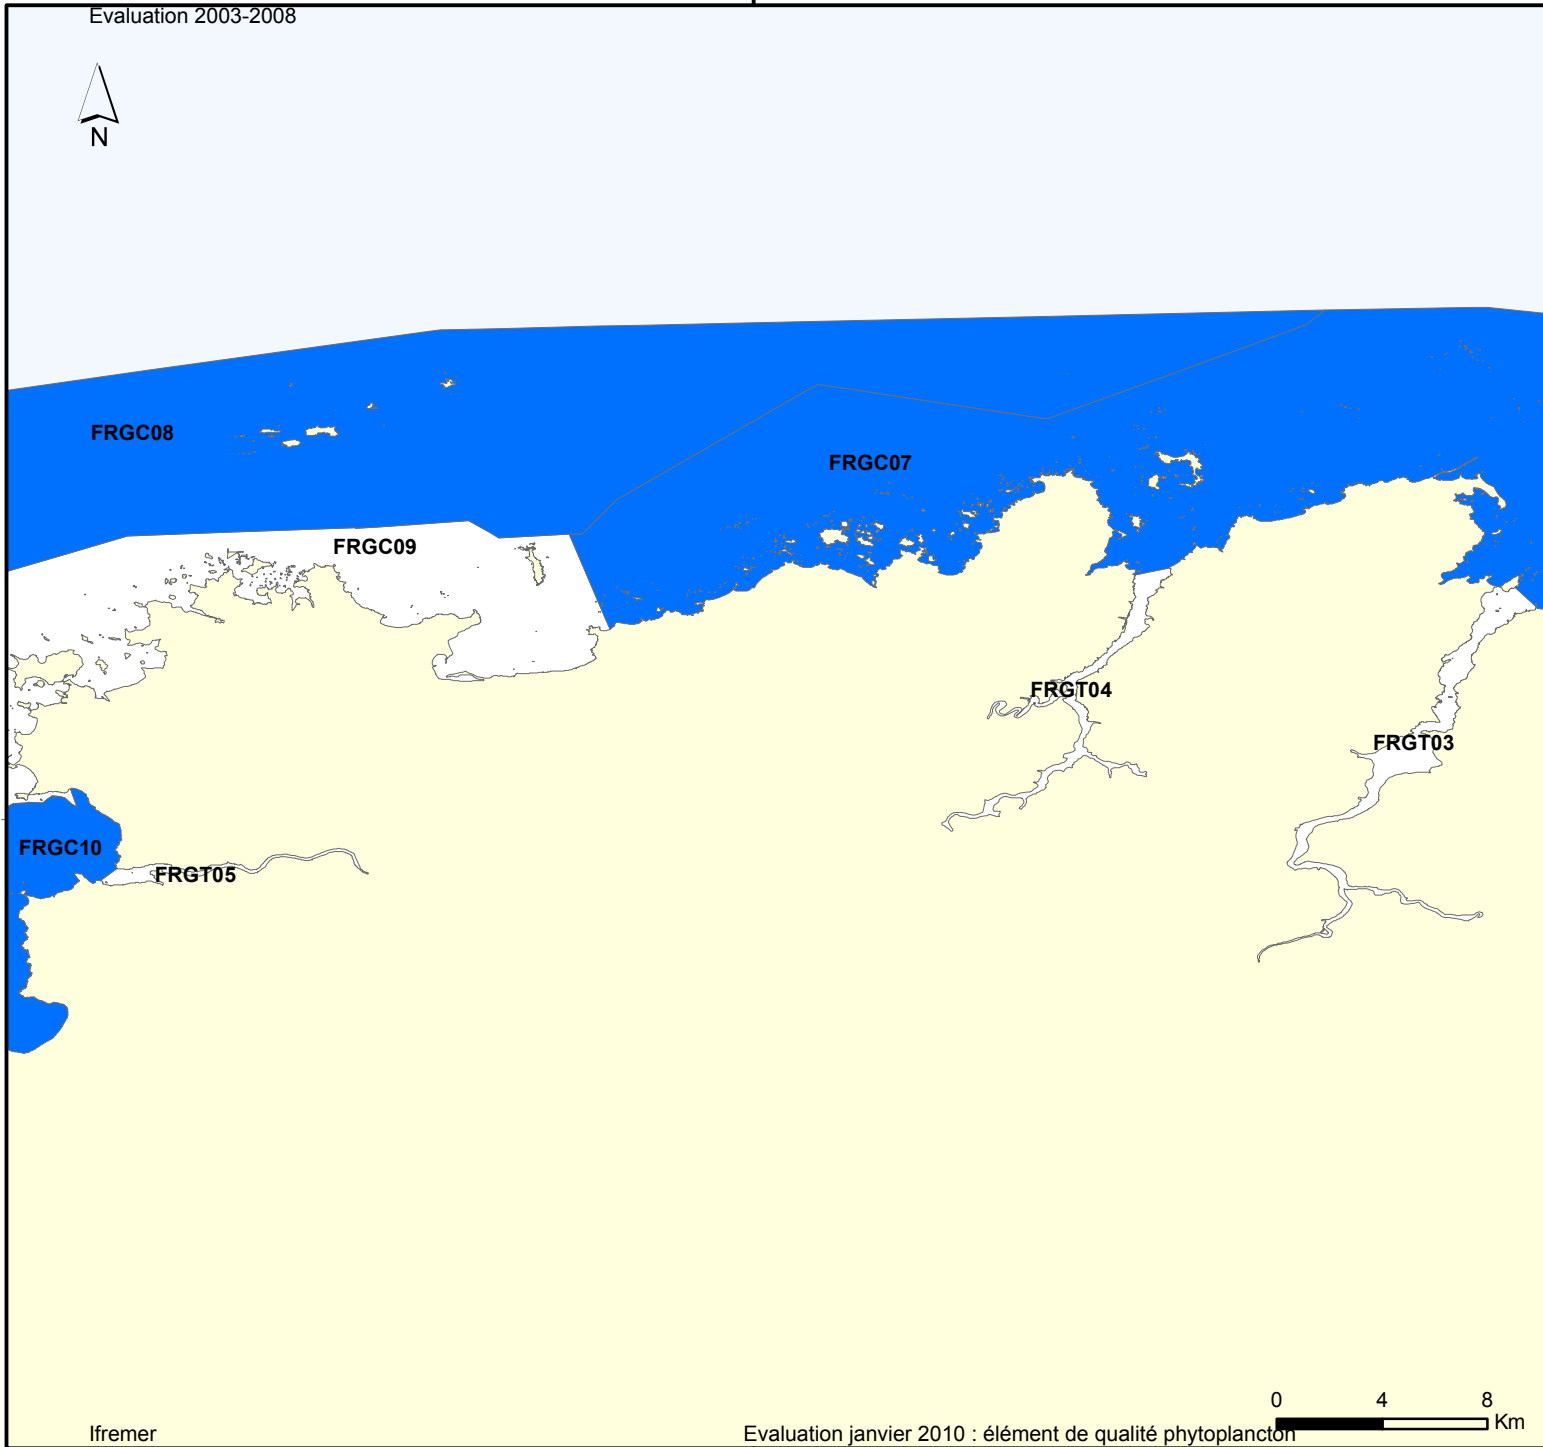 Evaluation 2003-2008
N
FRGC08
FRGC07
FRGC09
FRGT04
FRGT03
FRGC10
FRGT05
0 4 8
Km
Ifremer
Evaluation janvier 2010 : élément de qualité phytoplancton